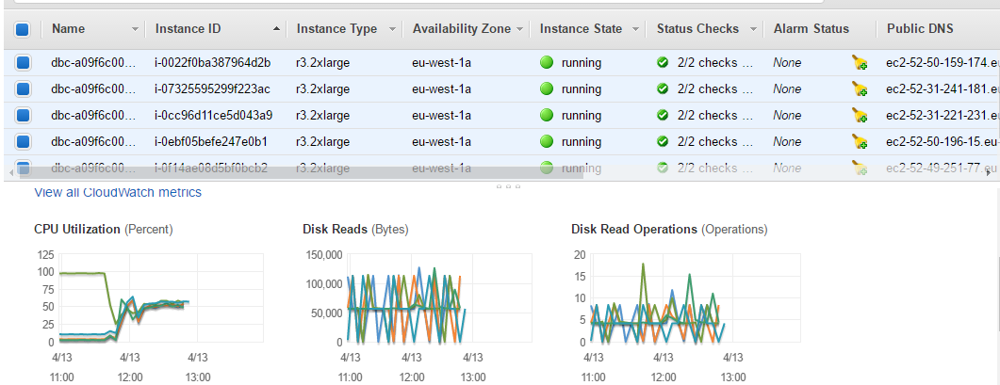 Name Instance ID Instance Type Availability Zone Instance State Status Checks Alarm Status Public DNS
dbc-a09f6c00... i-0022f0ba387964d2b r3.2xlarge eu-west-1a running 2/2 checks ... None ec2-52-50-159-174.e
dbc-a09f6c00... i-07325595299f223ac r3.2xlarge eu-west-1a running 2/2 checks ... None ec2-52-31-241-181.e
dbc-a09f6c00... i-0cc96d11ce5d043a9 r3.2xlarge eu-west-1a running 2/2 checks ... None ec2-52-31-221-231.e
dbc-a09f6c00... i-0ebf05befe247e0b1 r3.2xlarge eu-west-1a running 2/2 checks ... None ec2-52-50-196-15.eu
dbc-a09f6c00... i-0f14ae08d5bf0bcb2 r3.2xlarge eu-west-1a running 2/2 checks ... None ec2-52-49-251-77.eu
View all CloudWatch metrics
CPU Utilization (Percent) Disk Reads (Bytes) Disk Read Operations (Operations)
125 150,000 20
100 15
75 100,000
50 10
50,000
25 5
0 0 0
4/13 4/13 4/13 4/13 4/13 4/13 4/13 4/13 4/13
11:00 12:00 13:00 11:00 12:00 13:00 11:00 12:00 13:00